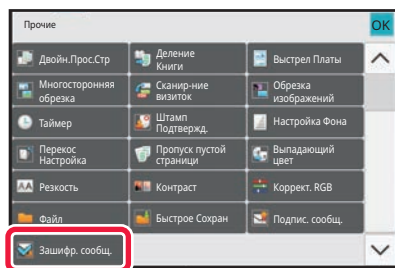 Прочие
OK
Двойн.Прос.Стр
Деление
Книги
Выстрел Платы
Многосторонняя
обрезка
Сканир-ние
визиток
Обрезка
изображений
Таймер
Штамп
Подтвержд.
Настройка Фона
Перекос
Настройка
Пропуск пустой
страници
Выпадающий
цвет
Резкость
Контраст
Коррект. RGB
Файл
Быстрое Сохран
Подпис. сообщ.
Зашифр. сообщ.